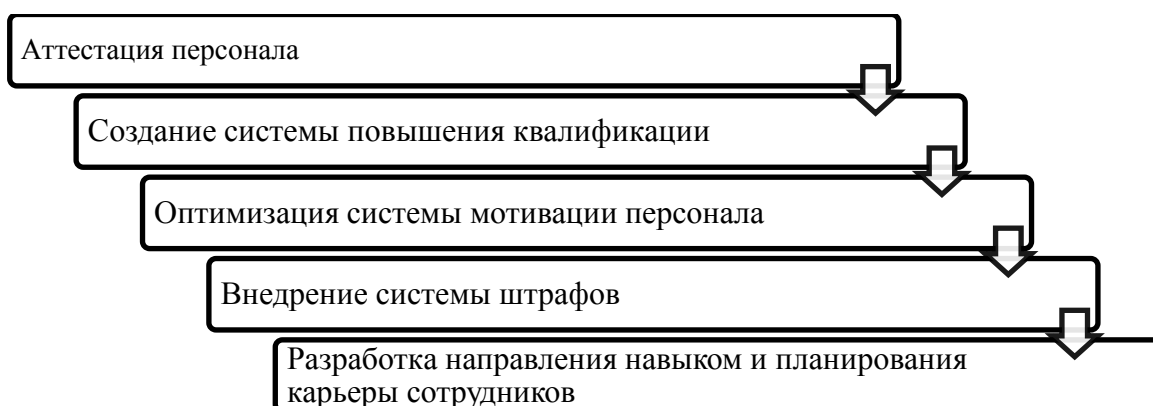 Аттестация персонала
Создание системы повышения квалификации
Оптимизация системы мотивации персонала
Внедрение системы штрафов
Разработка направления навыком и планирования
карьеры сотрудников